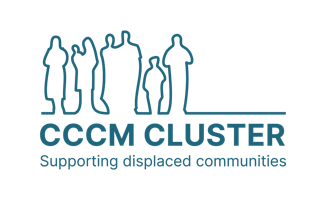 CCCM CLUSTER
Supporting displaced communities